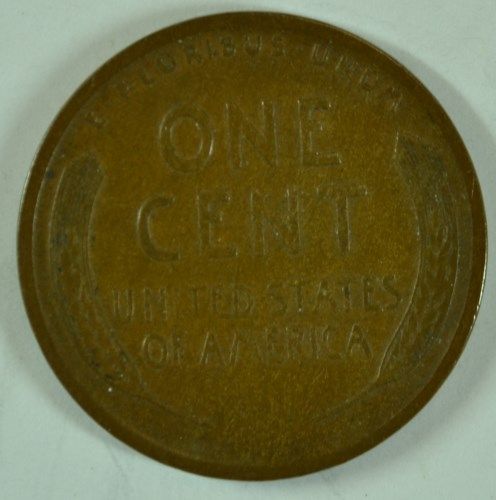 E PLURIBUS UNUM
ONE
CENT
UNITED STATES
OF AMERICA